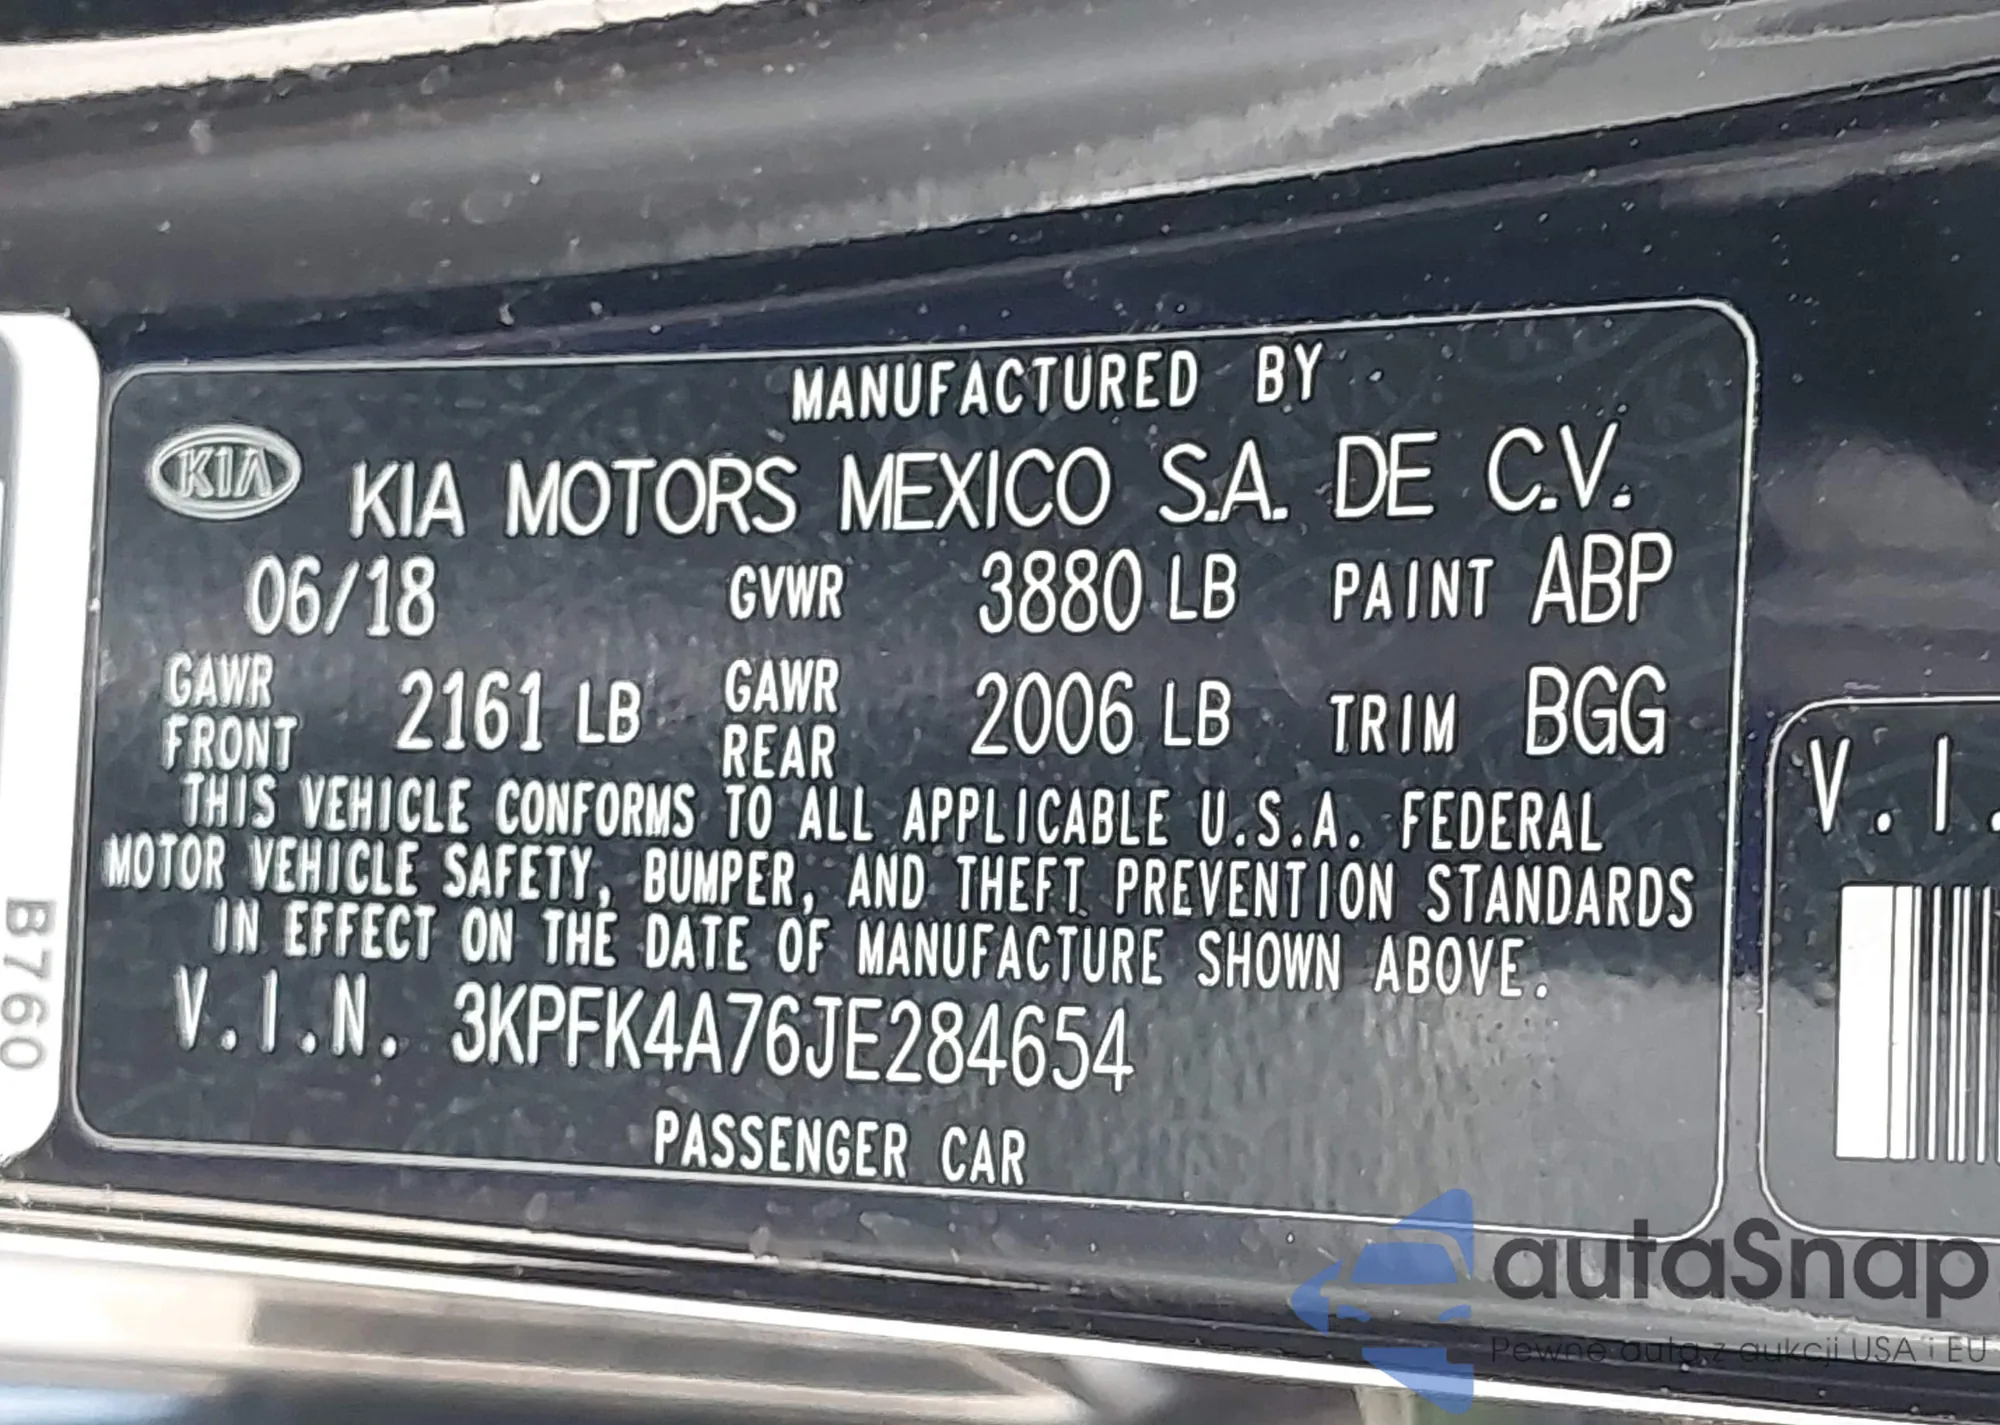 MANUFACTURED BY
KIA KIA MOTORS MEXICO S.A. DE C.V.
06/18 GVWR 3880 LB PAINT ABP
GAWR FRONT 2161 LB GAWR REAR 2006 LB TRIM BGG
THIS VEHICLE CONFORMS TO ALL APPLICABLE U.S.A. FEDERAL
MOTOR VEHICLE SAFETY, BUMPER, AND THEFT PREVENTION STANDARDS
IN EFFECT ON THE DATE OF MANUFACTURE SHOWN ABOVE.
V.I.N. 3KPFK4A76JE284654
PASSENGER CAR
V.I.
B760
autaSnap
Pewne auta z aukcji USA i EU